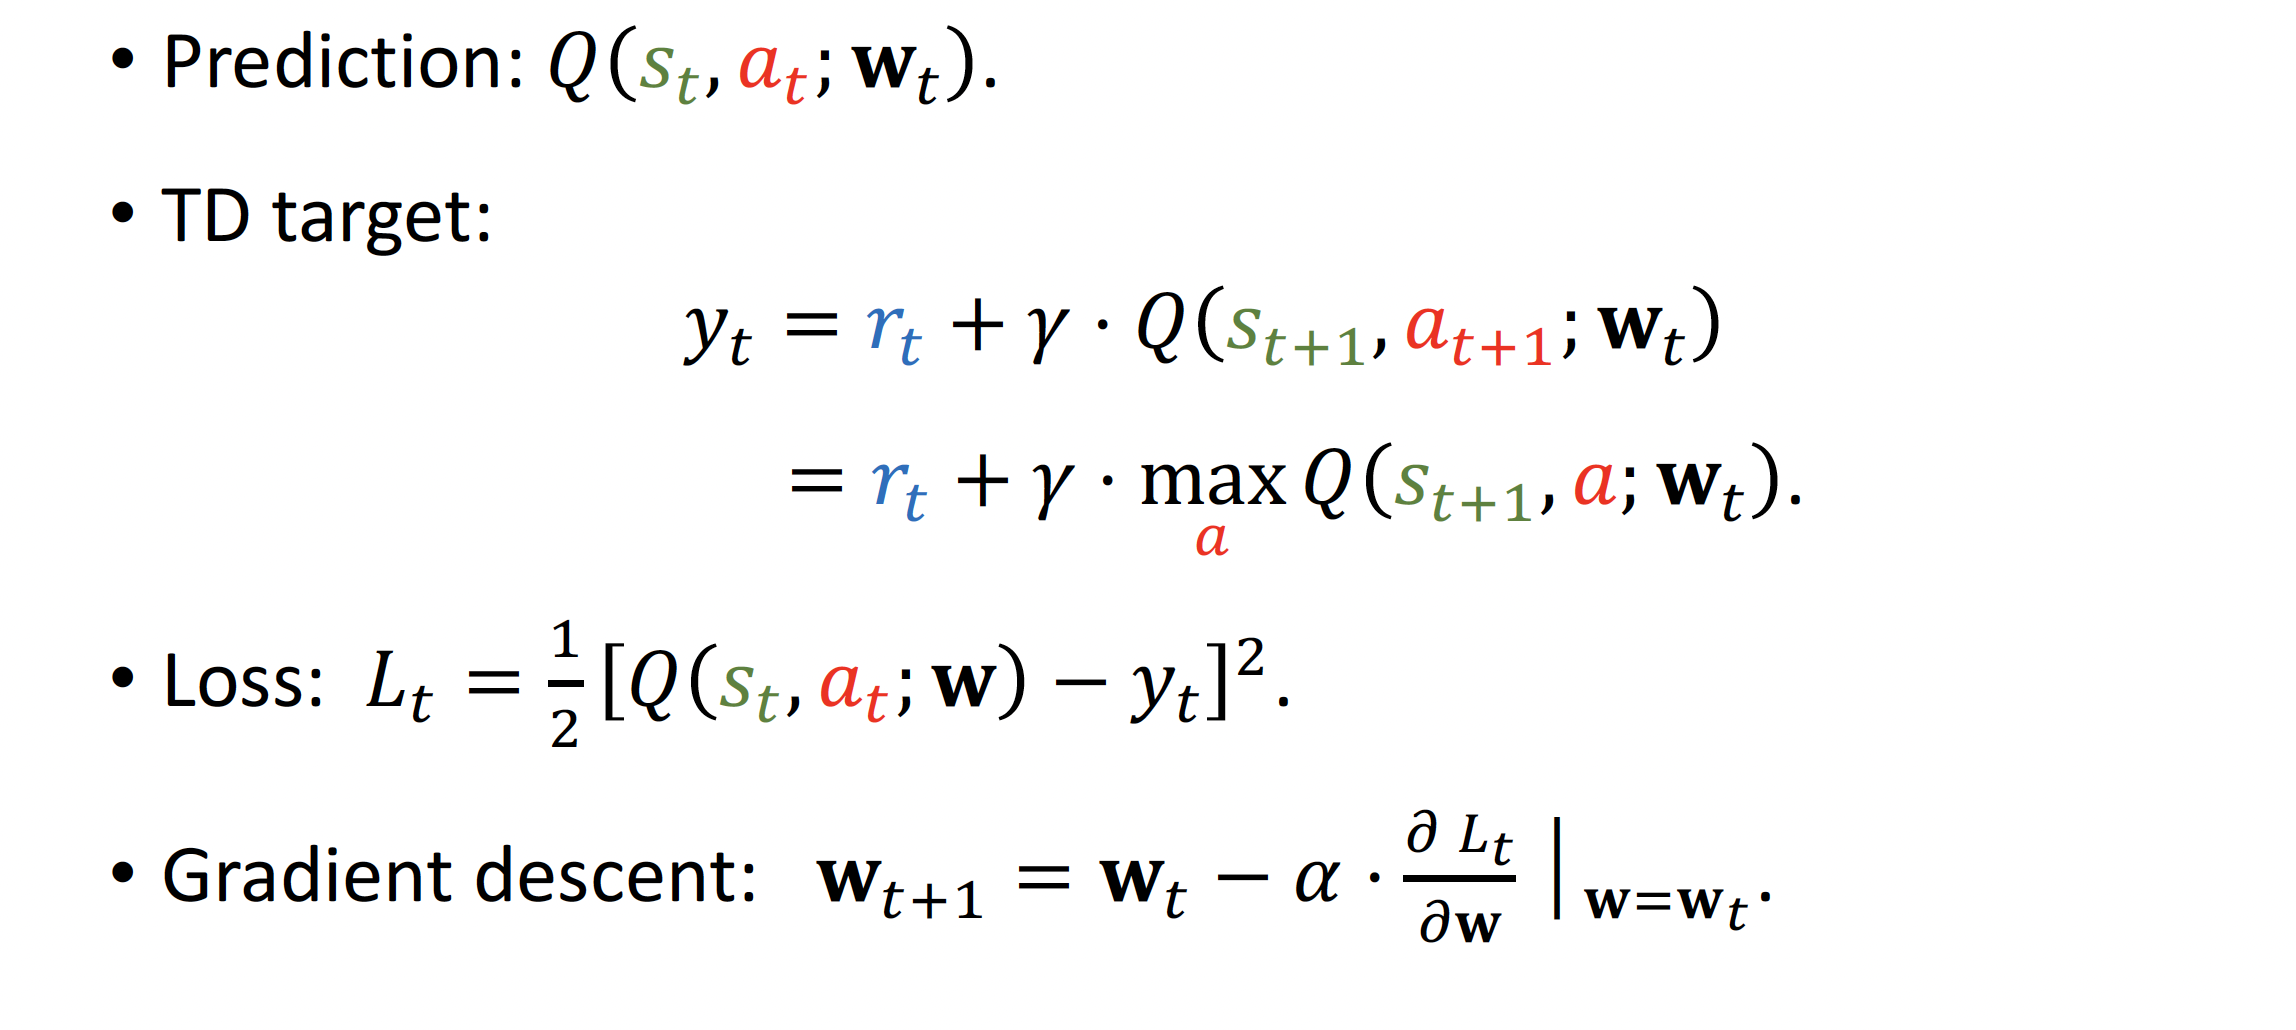 • Prediction: Q(s_t, a_t; w_t).
• TD target:
y_t = r_t + γ · Q(s_{t+1}, a_{t+1}; w_t)
= r_t + γ · max_a Q(s_{t+1}, a; w_t).
• Loss: L_t = 1/2 [Q(s_t, a_t; w) − y_t]^2.
• Gradient descent: w_{t+1} = w_t − α · ∂ L_t / ∂w |_{w=w_t}.